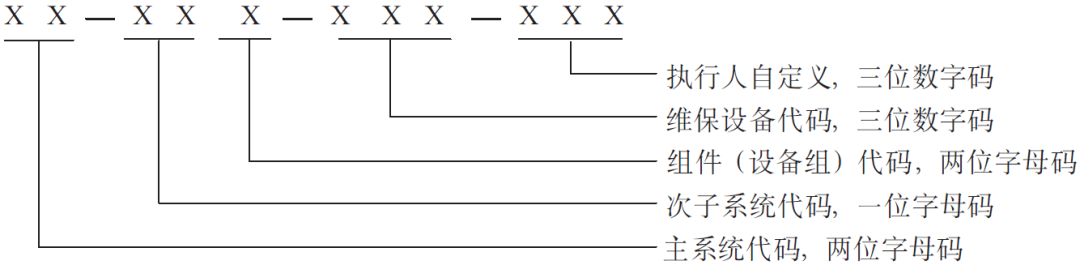 X X — X X X — X X X — X X X
执行人自定义，三位数字码
维保设备代码，三位数字码
组件（设备组）代码，两位字母码
次子系统代码，一位字母码
主系统代码，两位字母码